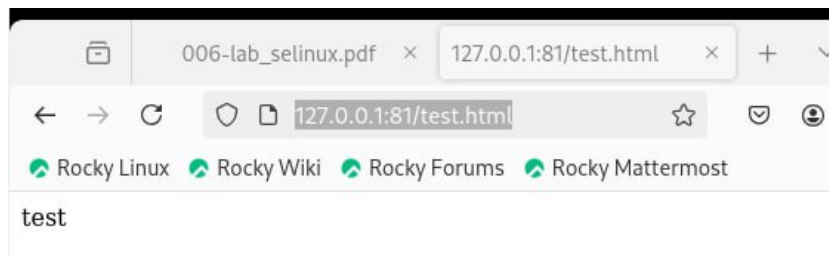 006-lab_selinux.pdf × 127.0.0.1:81/test.html × +
127.0.0.1:81/test.html
Rocky Linux Rocky Wiki Rocky Forums Rocky Mattermost
test